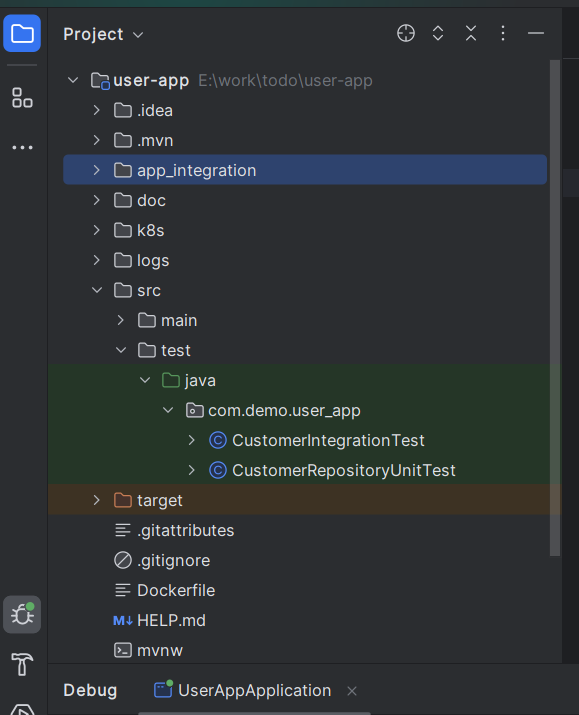 Project
user-app E:\work\todo\user-app
.idea
.mvn
app_integration
doc
k8s
logs
src
main
test
java
com.demo.user_app
CustomerIntegrationTest
CustomerRepositoryUnitTest
target
.gitattributes
.gitignore
Dockerfile
M↓ HELP.md
mvnw
Debug UserAppApplication